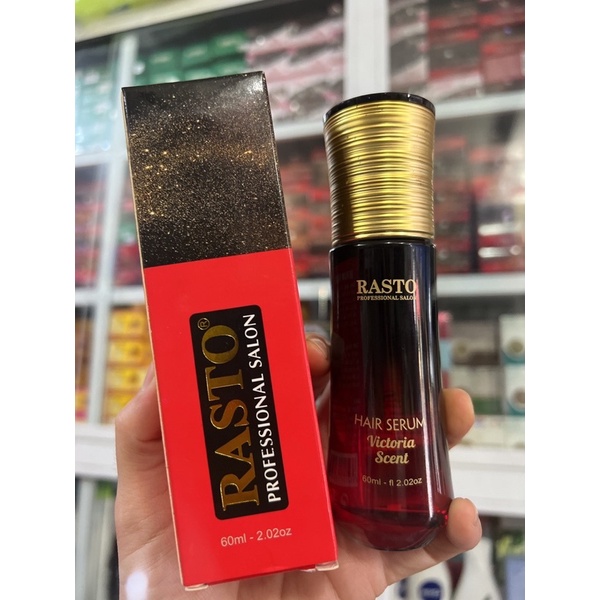 RASTO®
PROFESSIONAL SALON
60ml - 2.02oz
RASTO
PROFESSIONAL SALON
HAIR SERUM
Victoria
Scent
60ml - fl 2.02oz